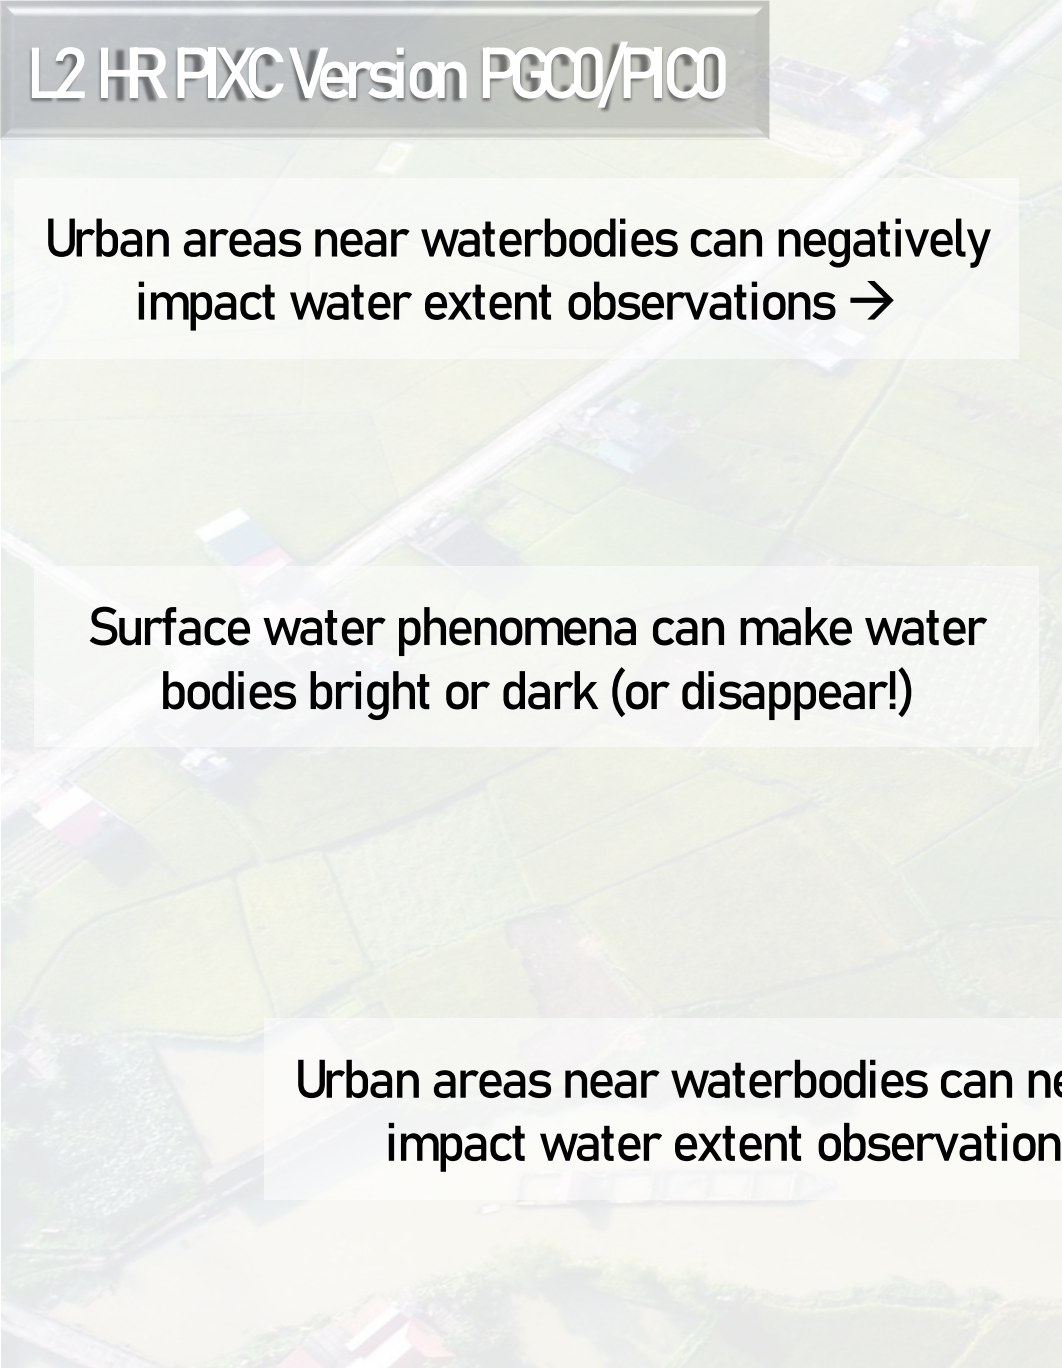 L2 HR PIXC Version PGC0/PIC0
Urban areas near waterbodies can negatively
impact water extent observations →
Surface water phenomena can make water
bodies bright or dark (or disappear!)
Urban areas near waterbodies can
impact water extent observation